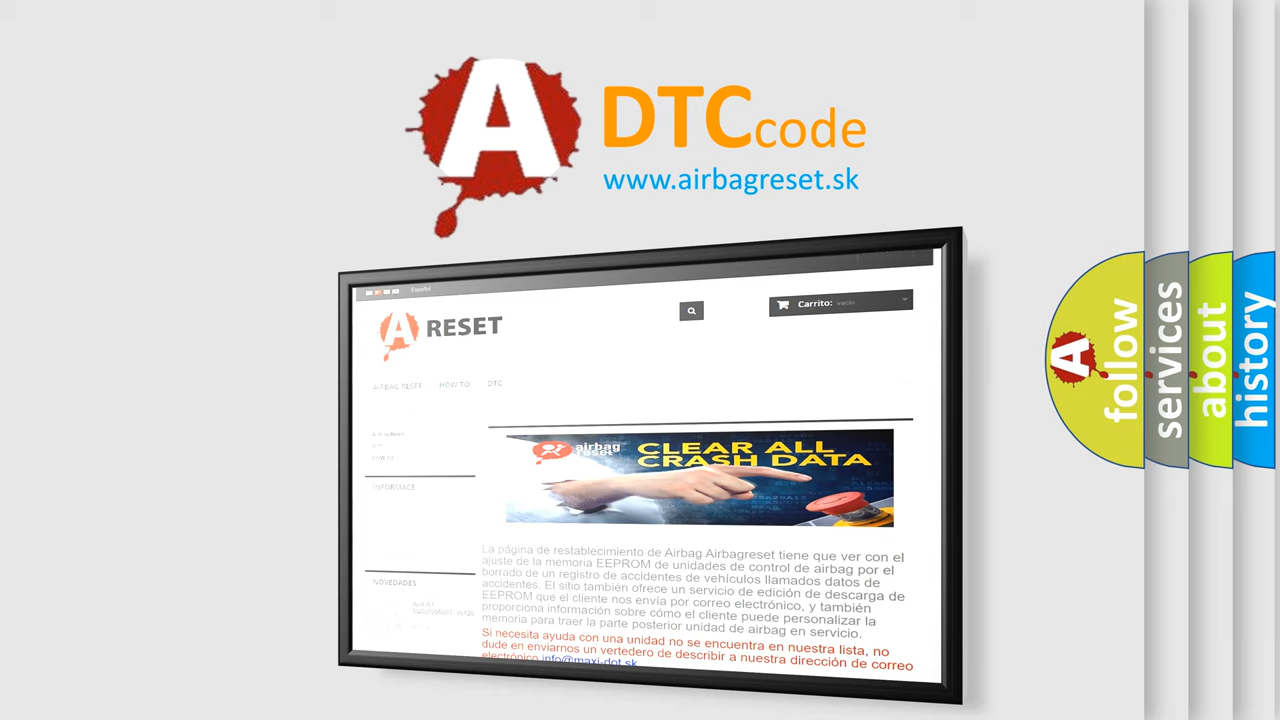 A
DTC code
www.airbagreset.sk
Español
A RESET
Carrito: vacío
AIRBAG RESET HOW TO DTC
INFORMACE
NOVEDADES
airbag
reset
CLEAR ALL
CRASH DATA
La página de restablecimiento de Airbag Airbagreset tiene que ver con el
ajuste de la memoria EEPROM de unidades de control de airbag por el
borrado de un registro de accidentes de vehículos llamados datos de
accidentes. El sitio también ofrece un servicio de edición de descarga de
EEPROM que el cliente nos envía por correo electrónico, y también
proporciona información sobre cómo el cliente puede personalizar la
memoria para traer la parte posterior unidad de airbag en servicio.
Si necesita ayuda con una unidad no se encuentra en nuestra lista, no
dude en enviarnos un vertedero de describir a nuestra dirección de correo
electrónico info@maxi-dot.sk
A
follow
services
about
history